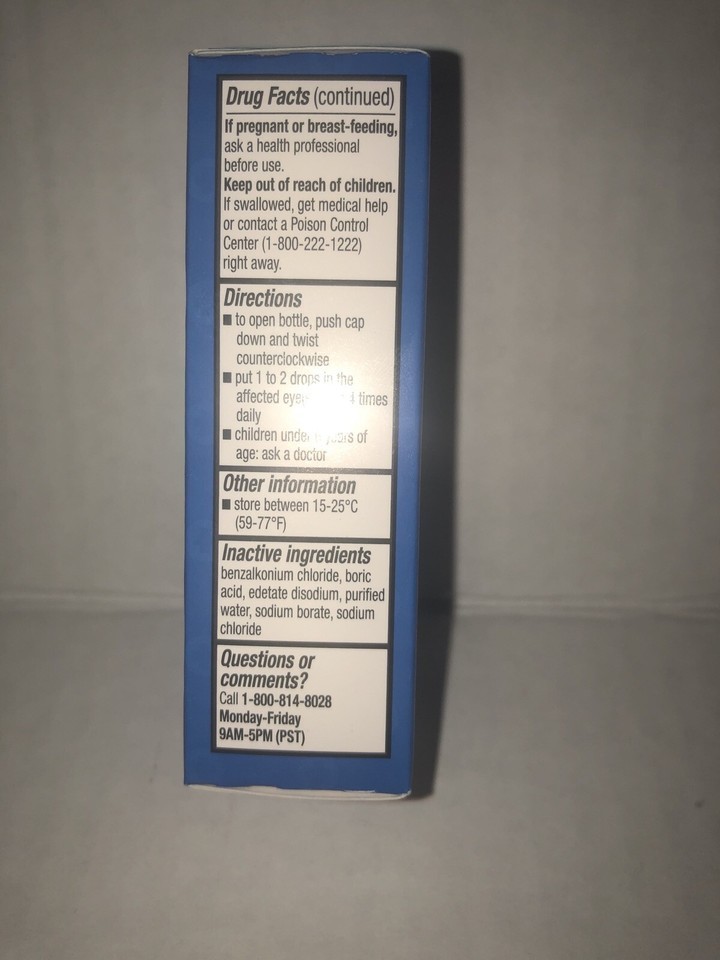 Drug Facts (continued)
If pregnant or breast-feeding,
ask a health professional
before use.
Keep out of reach of children.
If swallowed, get medical help
or contact a Poison Control
Center (1-800-222-1222)
right away.
Directions
■ to open bottle, push cap
down and twist
counterclockwise
■ put 1 to 2 drops in the
affected 4 times
daily
■ children under years of
age: ask a doctor
Other information
■ store between 15-25°C
(59-77°F)
Inactive ingredients
benzalkonium chloride, boric
acid, edetate disodium, purified
water, sodium borate, sodium
chloride
Questions or
comments?
Call 1-800-814-8028
Monday-Friday
9AM-5PM (PST)